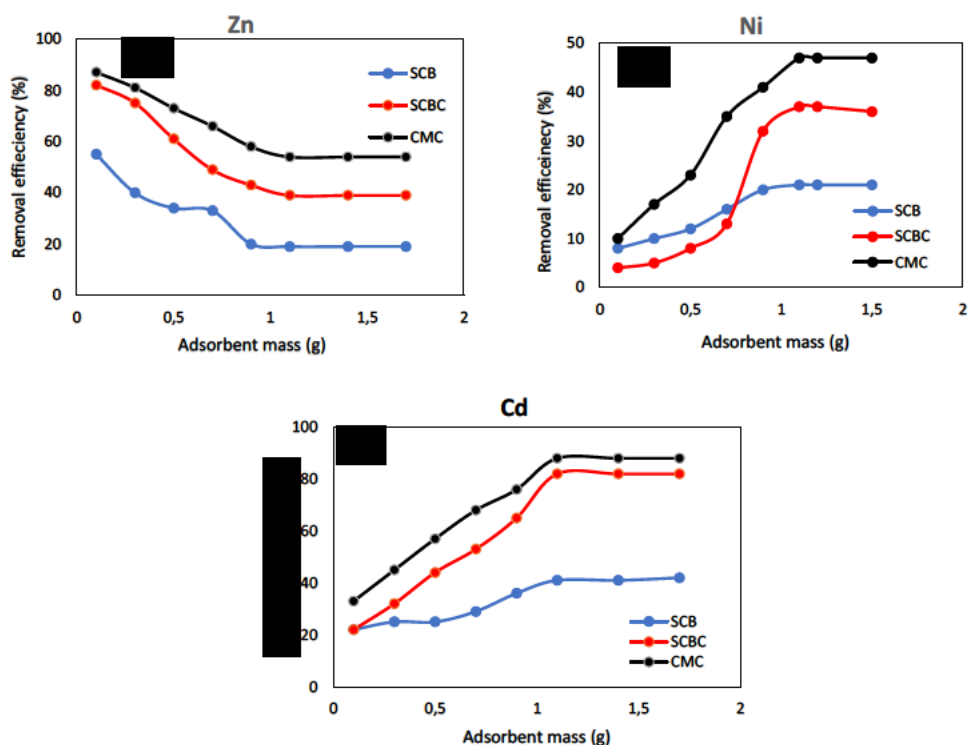 Zn
100
80
60
40
20
0
Removal effieciency (%)
SCB
SCBC
CMC
0
0,5
1
1,5
2
Adsorbent mass (g)
Ni
50
40
30
20
10
0
Removal efficeinecy (%)
SCB
SCBC
CMC
0
0,5
1
1,5
2
Adsorbent mass (g)
Cd
100
80
60
40
20
0
SCB
SCBC
CMC
0
0,5
1
1,5
2
Adsorbent mass (g)